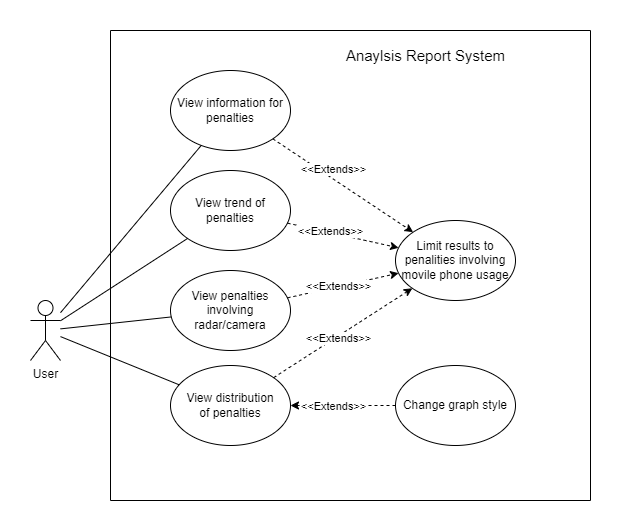 Anaylsis Report System
View information for
penalties
<<Extends>>
View trend of
penalties
<<Extends>>
Limit results to
penalities involving
movile phone usage
View penalties
involving
radar/camera
<<Extends>>
User
<<Extends>>
View distribution
of penalties
<<Extends>>
Change graph style